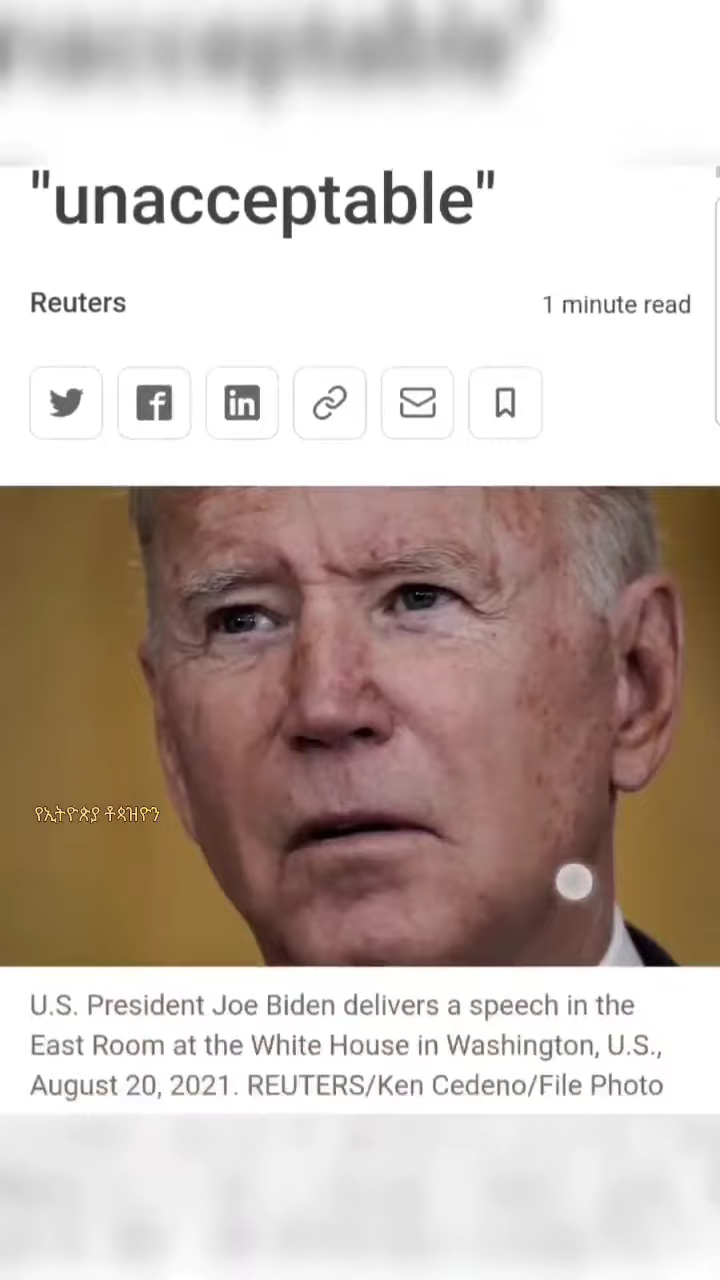 "unacceptable"
Reuters
1 minute read
የኢትዮጵያ ቶጳዝዮን
U.S. President Joe Biden delivers a speech in the
East Room at the White House in Washington, U.S.,
August 20, 2021. REUTERS/Ken Cedeno/File Photo